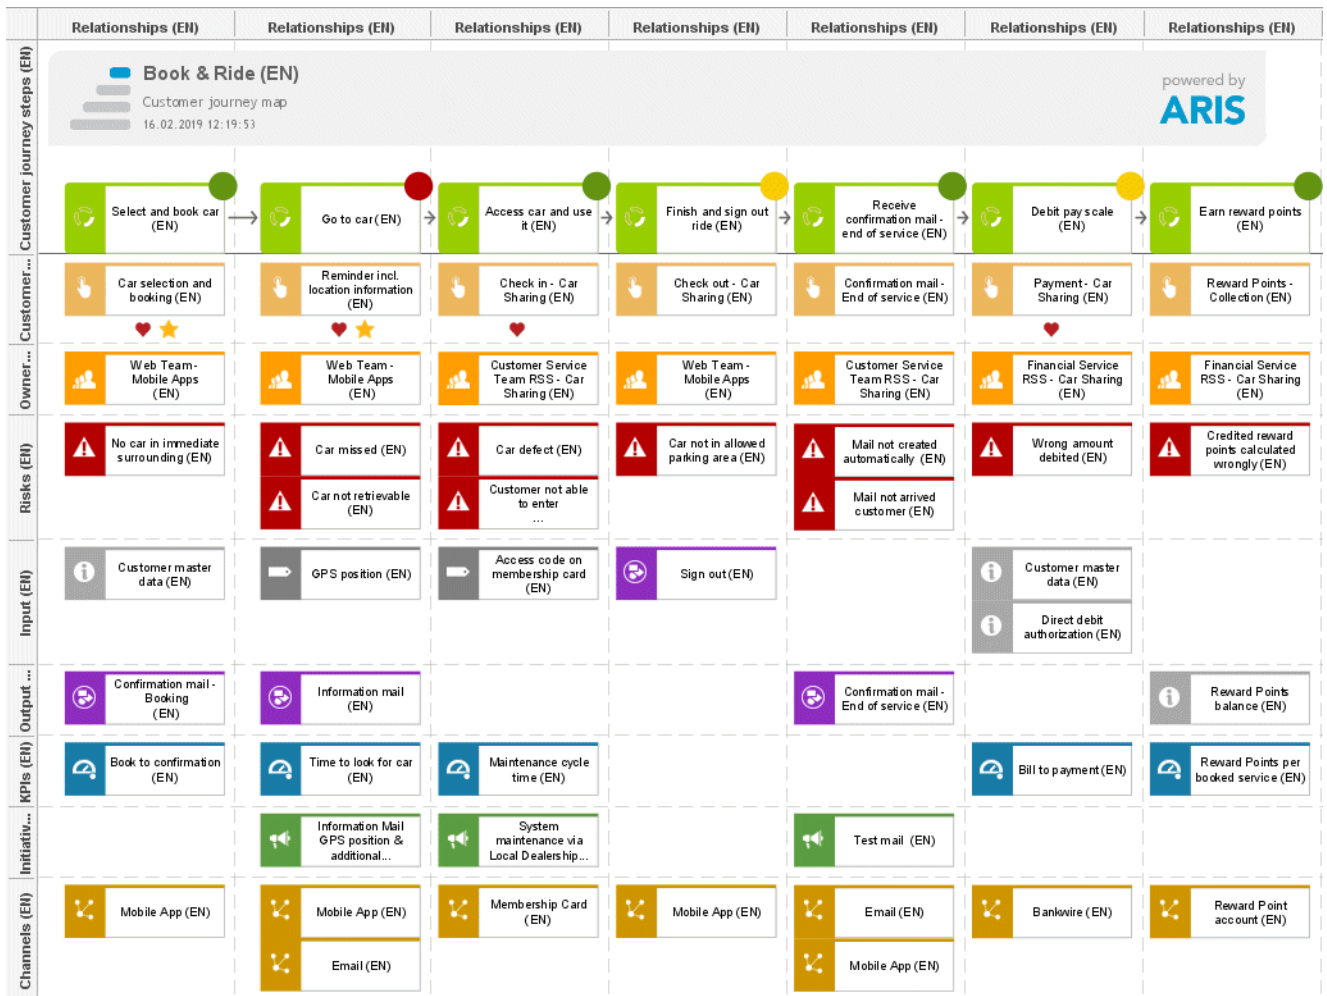 Relationships (EN)
Relationships (EN)
Relationships (EN)
Relationships (EN)
Relationships (EN)
Relationships (EN)
Relationships (EN)
Customer journey steps (EN)
Book & Ride (EN)
Customer journey map
16.02.2019 12:19:53
powered by
ARIS
Select and book car
(EN)
Go to car (EN)
Access car and use
it (EN)
Finish and sign out
ride (EN)
Receive
confirmation mail -
end of service (EN)
Debit pay scale
(EN)
Earn reward points
(EN)
Customer...
Car selection and
booking (EN)
Reminder incl.
location information
(EN)
Check in - Car
Sharing (EN)
Check out - Car
Sharing (EN)
Confirmation mail -
End of service (EN)
Payment - Car
Sharing (EN)
Reward Points -
Collection (EN)
Owner...
Web Team -
Mobile Apps
(EN)
Web Team -
Mobile Apps
(EN)
Customer Service
Team RSS - Car
Sharing (EN)
Web Team -
Mobile Apps
(EN)
Customer Service
Team RSS - Car
Sharing (EN)
Financial Service
RSS - Car Sharing
(EN)
Financial Service
RSS - Car Sharing
(EN)
Risks (EN)
No car in immediate
surrounding (EN)
Car missed (EN)
Car not retrievable
(EN)
Car defect (EN)
Customer not able
to enter
...
Car not in allowed
parking area (EN)
Mail not created
automatically (EN)
Mail not arrived
customer (EN)
Wrong amount
debited (EN)
Credited reward
points calculated
wrongly (EN)
Input (EN)
Customer master
data (EN)
GPS position (EN)
Access code on
membership card
(EN)
Sign out (EN)
Customer master
data (EN)
Direct debit
authorization (EN)
Output ...
Confirmation mail -
Booking
(EN)
Information mail
(EN)
Confirmation mail -
End of service (EN)
Reward Points
balance (EN)
KPIs (EN)
Book to confirmation
(EN)
Time to look for car
(EN)
Maintenance cycle
time (EN)
Bill to payment (EN)
Reward Points per
booked service (EN)
Initiativ...
Information Mail
GPS position &
additional...
System
maintenance via
Local Dealership...
Test mail (EN)
Channels (EN)
Mobile App (EN)
Mobile App (EN)
Email (EN)
Membership Card
(EN)
Mobile App (EN)
Email (EN)
Mobile App (EN)
Bankwire (EN)
Reward Point
account (EN)